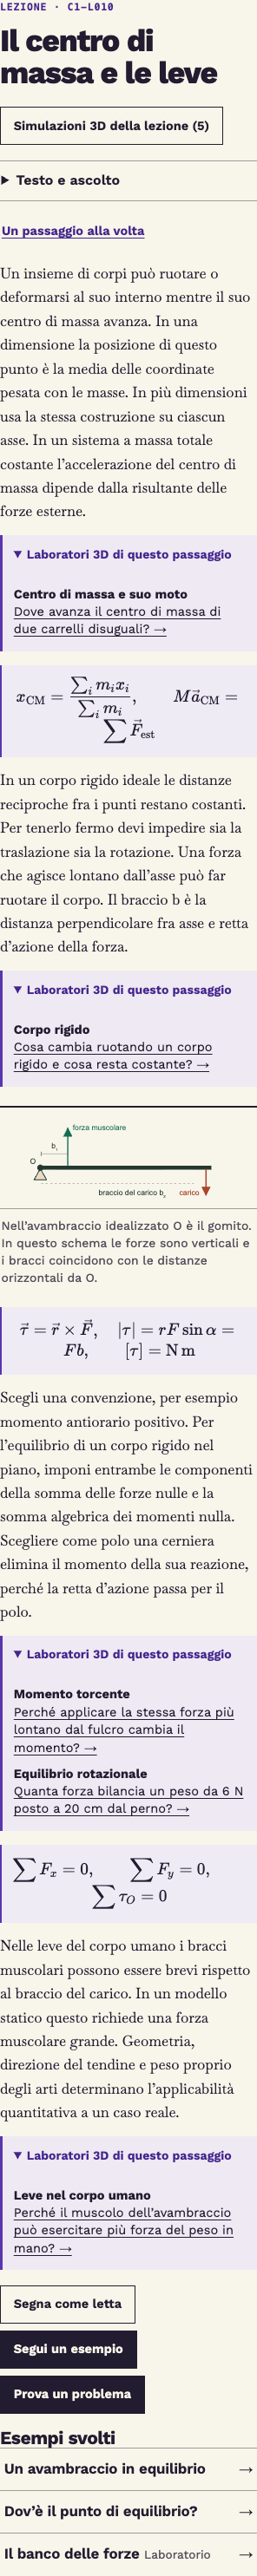 LEZIONE · C1–L010
Il centro di
massa e le leve
Simulazioni 3D della lezione (5)
▶ Testo e ascolto
Un passaggio alla volta
Un insieme di corpi può ruotare o
deformarsi al suo interno mentre il suo
centro di massa avanza. In una
dimensione la posizione di questo
punto è la media delle coordinate
pesata con le masse. In più dimensioni
usa la stessa costruzione su ciascun
asse. In un sistema a massa totale
costante l’accelerazione del centro di
massa dipende dalla risultante delle
forze esterne.
▼ Laboratori 3D di questo passaggio
Centro di massa e suo moto
Dove avanza il centro di massa di
due carrelli disuguali? →
x_CM = ∑_i m_i x_i / ∑_i m_i, M a⃗_CM =
∑ F⃗_est
In un corpo rigido ideale le distanze
reciproche fra i punti restano costanti.
Per tenerlo fermo devi impedire sia la
traslazione sia la rotazione. Una forza
che agisce lontano dall’asse può far
ruotare il corpo. Il braccio b è la
distanza perpendicolare fra asse e retta
d’azione della forza.
▼ Laboratori 3D di questo passaggio
Corpo rigido
Cosa cambia ruotando un corpo
rigido e cosa resta costante? →
forza muscolare
b
O
braccio del carico b carico
Nell’avambraccio idealizzato O è il gomito.
In questo schema le forze sono verticali e
i bracci coincidono con le distanze
orizzontali da O.
τ⃗ = r⃗ × F⃗, |τ| = rF sin α =
Fb, [τ] = N m
Scegli una convenzione, per esempio
momento antiorario positivo. Per
l’equilibrio di un corpo rigido nel
piano, imponi entrambe le componenti
della somma delle forze nulle e la
somma algebrica dei momenti nulla.
Scegliere come polo una cerniera
elimina il momento della sua reazione,
perché la retta d’azione passa per il
polo.
▼ Laboratori 3D di questo passaggio
Momento torcente
Perché applicare la stessa forza più
lontano dal fulcro cambia il
momento? →
Equilibrio rotazionale
Quanta forza bilancia un peso da 6 N
posto a 20 cm dal perno? →
∑ F_x = 0, ∑ F_y = 0,
∑ τ_O = 0
Nelle leve del corpo umano i bracci
muscolari possono essere brevi rispetto
al braccio del carico. In un modello
statico questo richiede una forza
muscolare grande. Geometria,
direzione del tendine e peso proprio
degli arti determinano l’applicabilità
quantitativa a un caso reale.
▼ Laboratori 3D di questo passaggio
Leve nel corpo umano
Perché il muscolo dell’avambraccio
può esercitare più forza del peso in
mano? →
Segna come letta
Segui un esempio
Prova un problema
Esempi svolti
Un avambraccio in equilibrio →
Dov’è il punto di equilibrio? →
Il banco delle forze Laboratorio →